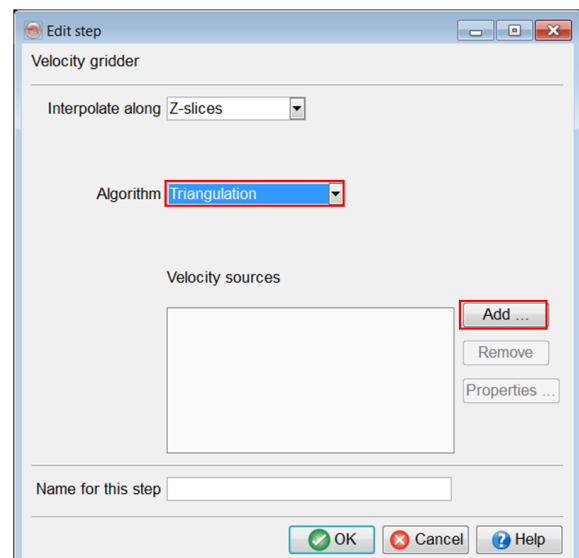 Edit step
Velocity gridder
Interpolate along Z-slices
Algorithm Triangulation
Velocity sources
Add ...
Remove
Properties ...
Name for this step
OK Cancel Help